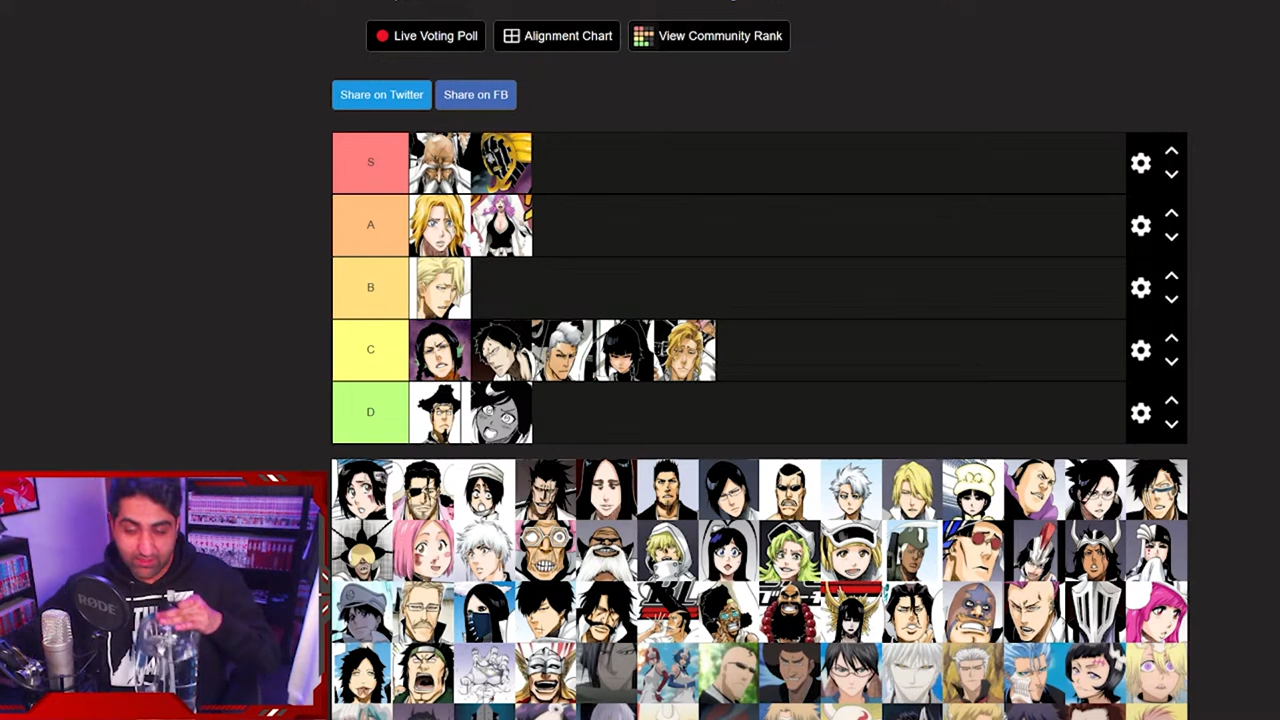 Live Voting Poll
Alignment Chart
View Community Rank
Share on Twitter
Share on FB
S
A
B
C
D
RØDE